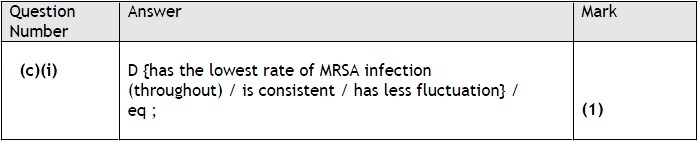 Question Number
Answer
Mark
(c)(i)
D {has the lowest rate of MRSA infection
(throughout) / is consistent / has less fluctuation} /
eq ;
(1)